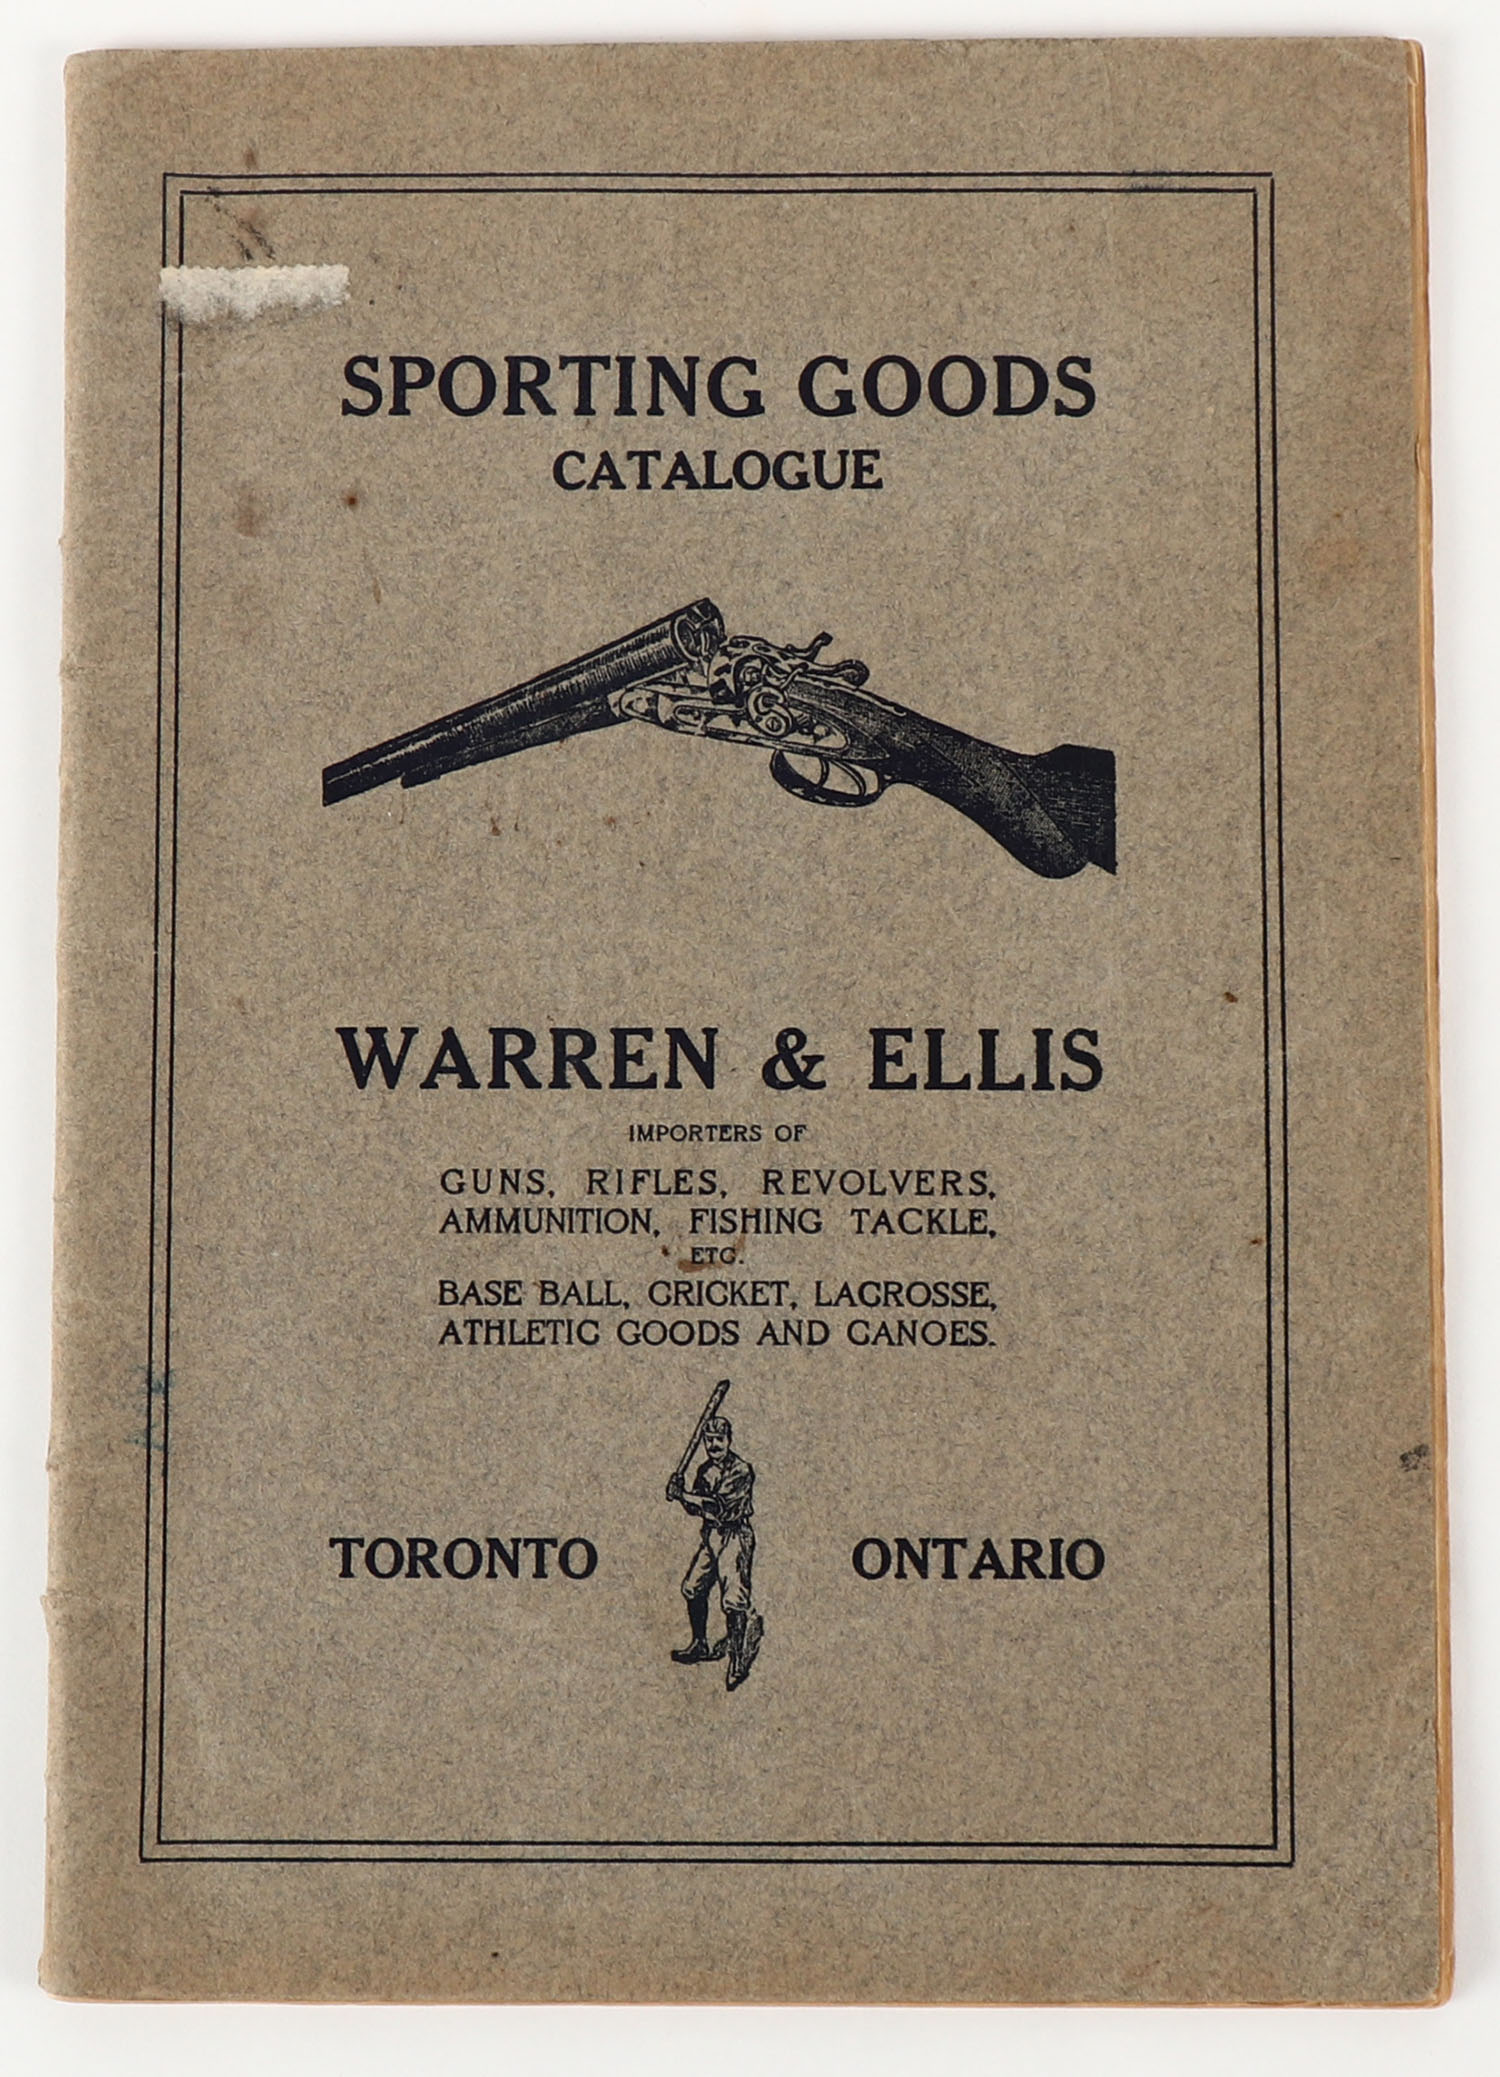 SPORTING GOODS
CATALOGUE
WARREN & ELLIS
IMPORTERS OF
GUNS, RIFLES, REVOLVERS,
AMMUNITION, FISHING TACKLE,
ETC.
BASE BALL, CRICKET, LACROSSE,
ATHLETIC GOODS AND CANOES.
TORONTO ONTARIO